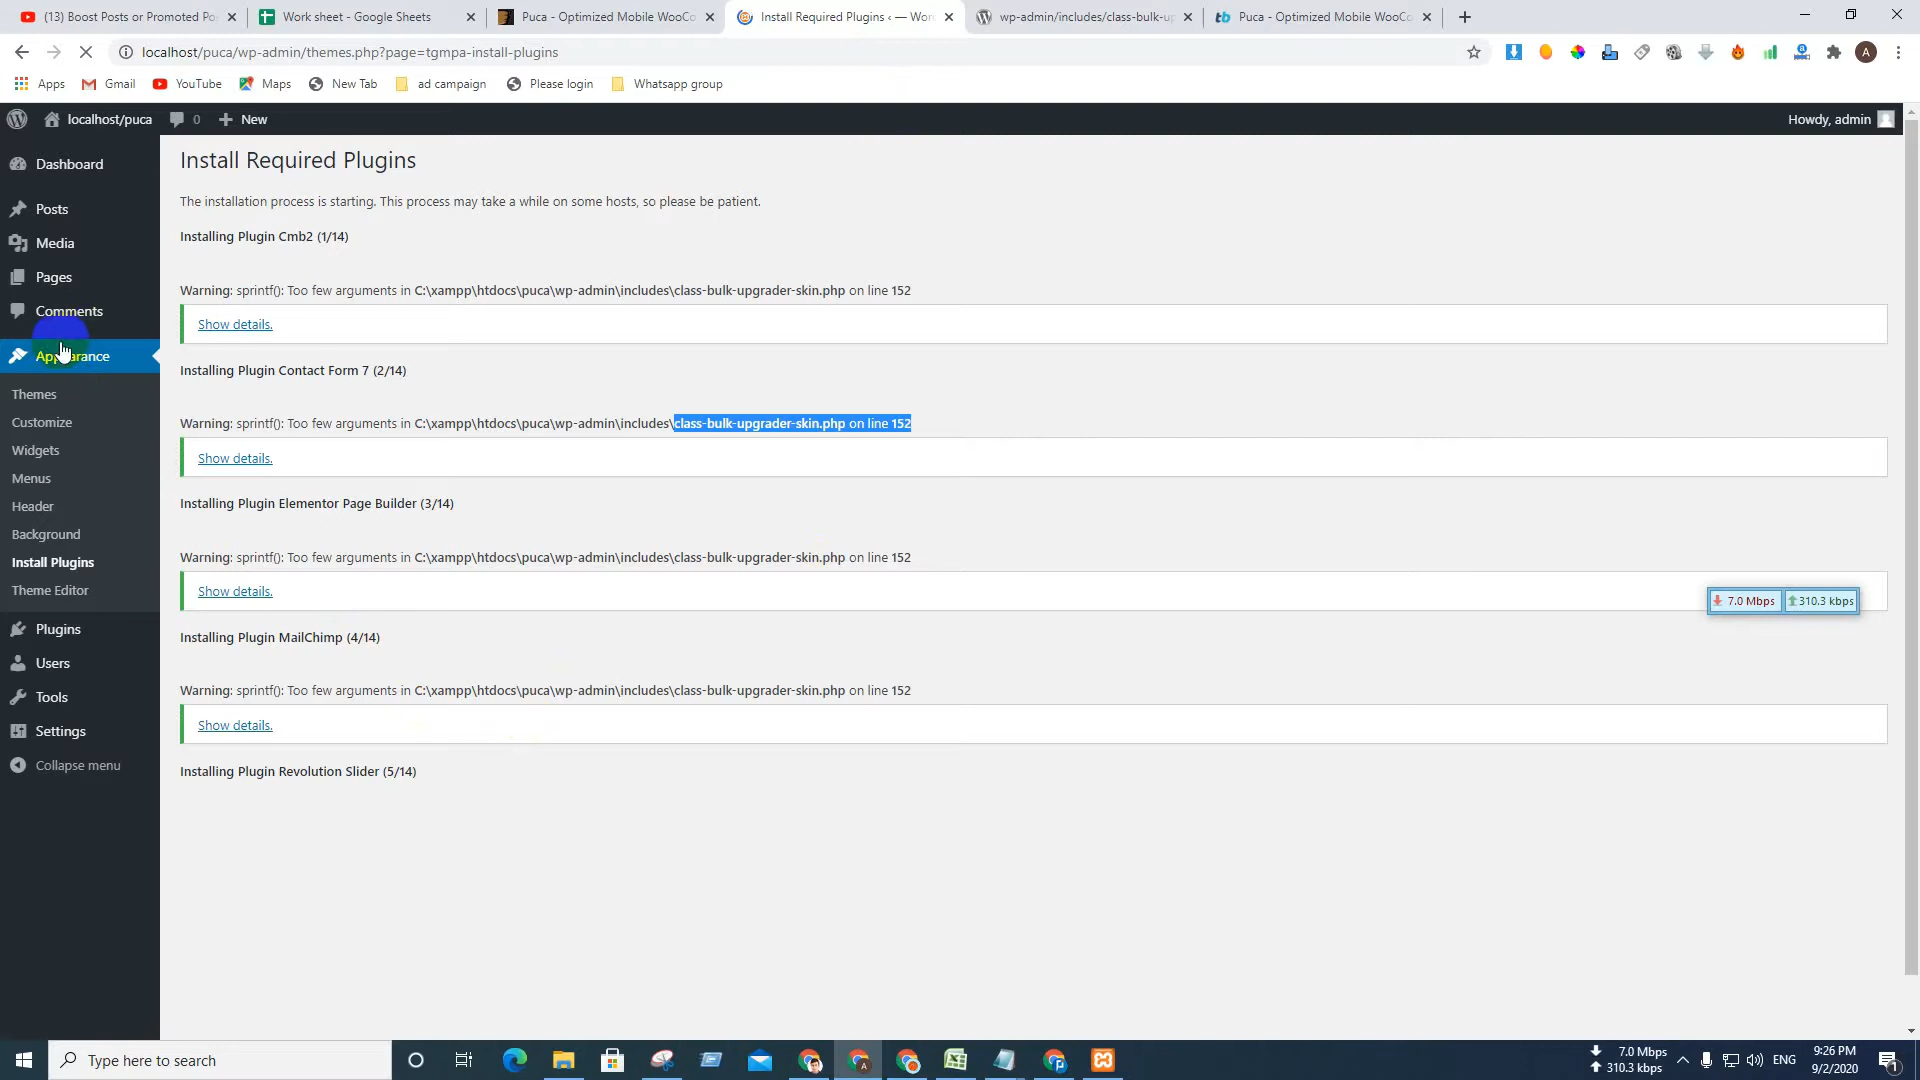 (13) Boost Posts or Promoted Po
Work sheet - Google Sheets
Puca - Optimized Mobile WooCo
Install Required Plugins ‹ — Wor
wp-admin/includes/class-bulk-up
Puca - Optimized Mobile WooCo
localhost/puca/wp-admin/themes.php?page=tgmpa-install-plugins
A
Apps
Gmail
YouTube
Maps
New Tab
ad campaign
Please login
Whatsapp group
localhost/puca
0
New
Howdy, admin
Dashboard
Posts
Media
Pages
Comments
Appearance
Themes
Customize
Widgets
Menus
Header
Background
Install Plugins
Theme Editor
Plugins
Users
Tools
Settings
Collapse menu
Install Required Plugins
The installation process is starting. This process may take a while on some hosts, so please be patient.
Installing Plugin Cmb2 (1/14)
Warning: sprintf(): Too few arguments in C:\xampp\htdocs\puca\wp-admin\includes\class-bulk-upgrader-skin.php on line 152
Show details.
Installing Plugin Contact Form 7 (2/14)
Warning: sprintf(): Too few arguments in C:\xampp\htdocs\puca\wp-admin\includes\class-bulk-upgrader-skin.php on line 152
Show details.
Installing Plugin Elementor Page Builder (3/14)
Warning: sprintf(): Too few arguments in C:\xampp\htdocs\puca\wp-admin\includes\class-bulk-upgrader-skin.php on line 152
Show details.
7.0 Mbps 310.3 kbps
Installing Plugin MailChimp (4/14)
Warning: sprintf(): Too few arguments in C:\xampp\htdocs\puca\wp-admin\includes\class-bulk-upgrader-skin.php on line 152
Show details.
Installing Plugin Revolution Slider (5/14)
Type here to search
7.0 Mbps
310.3 kbps
ENG
9:26 PM
9/2/2020
1